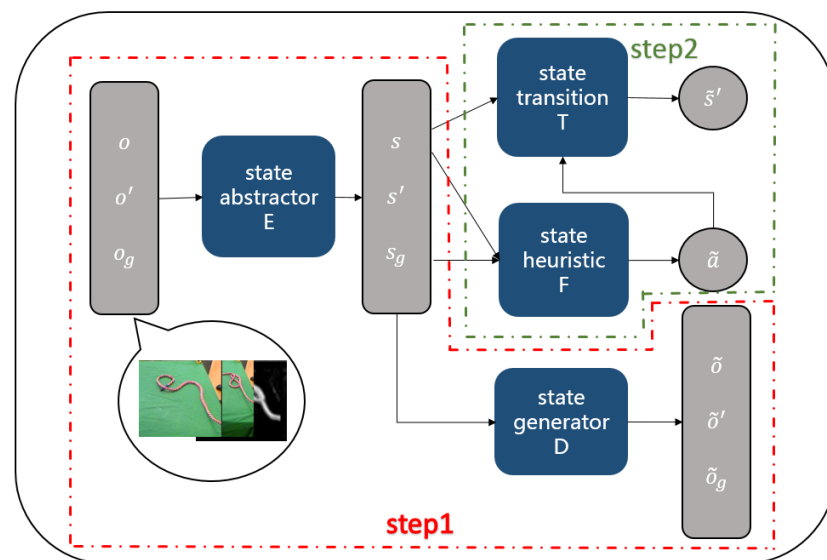 step2
state
transition
T
s̃′
o
o′
o_g
state
abstractor
E
s
s′
s_g
state
heuristic
F
ã
state
generator
D
õ
õ′
õ_g
step1